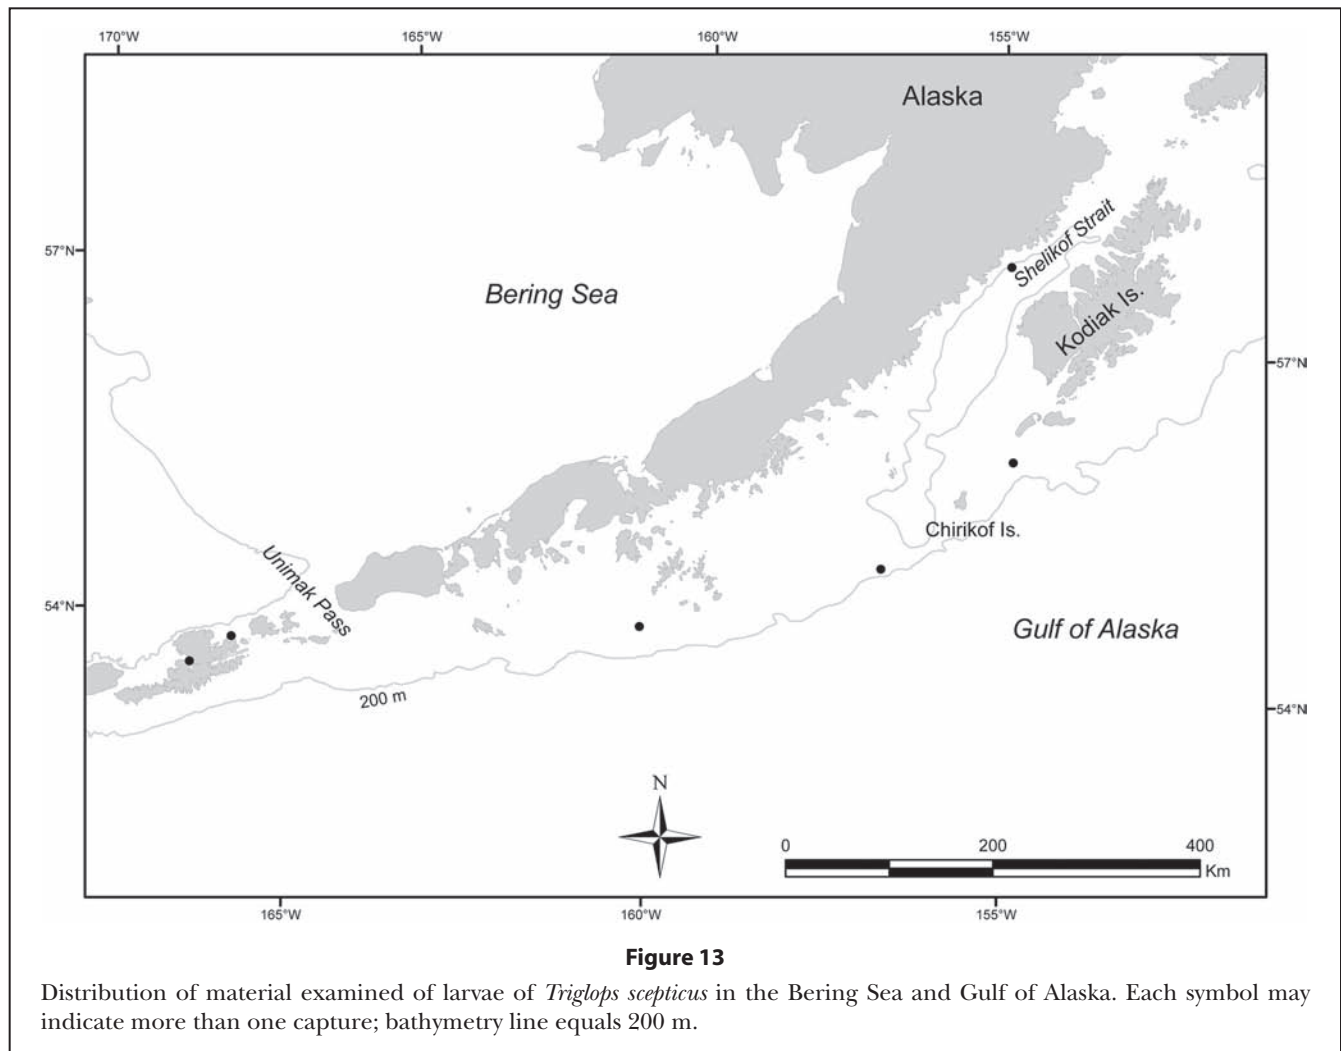 170°W 165°W 160°W 155°W
Alaska
57°N
Bering Sea
Shelikof Strait
Kodiak Is.
57°N
Chirikof Is.
Unimak Pass
54°N
Gulf of Alaska
200 m
54°N
N
0 200 400
Km
165°W 160°W 155°W
Figure 13
Distribution of material examined of larvae of Triglops scepticus in the Bering Sea and Gulf of Alaska. Each symbol may
indicate more than one capture; bathymetry line equals 200 m.